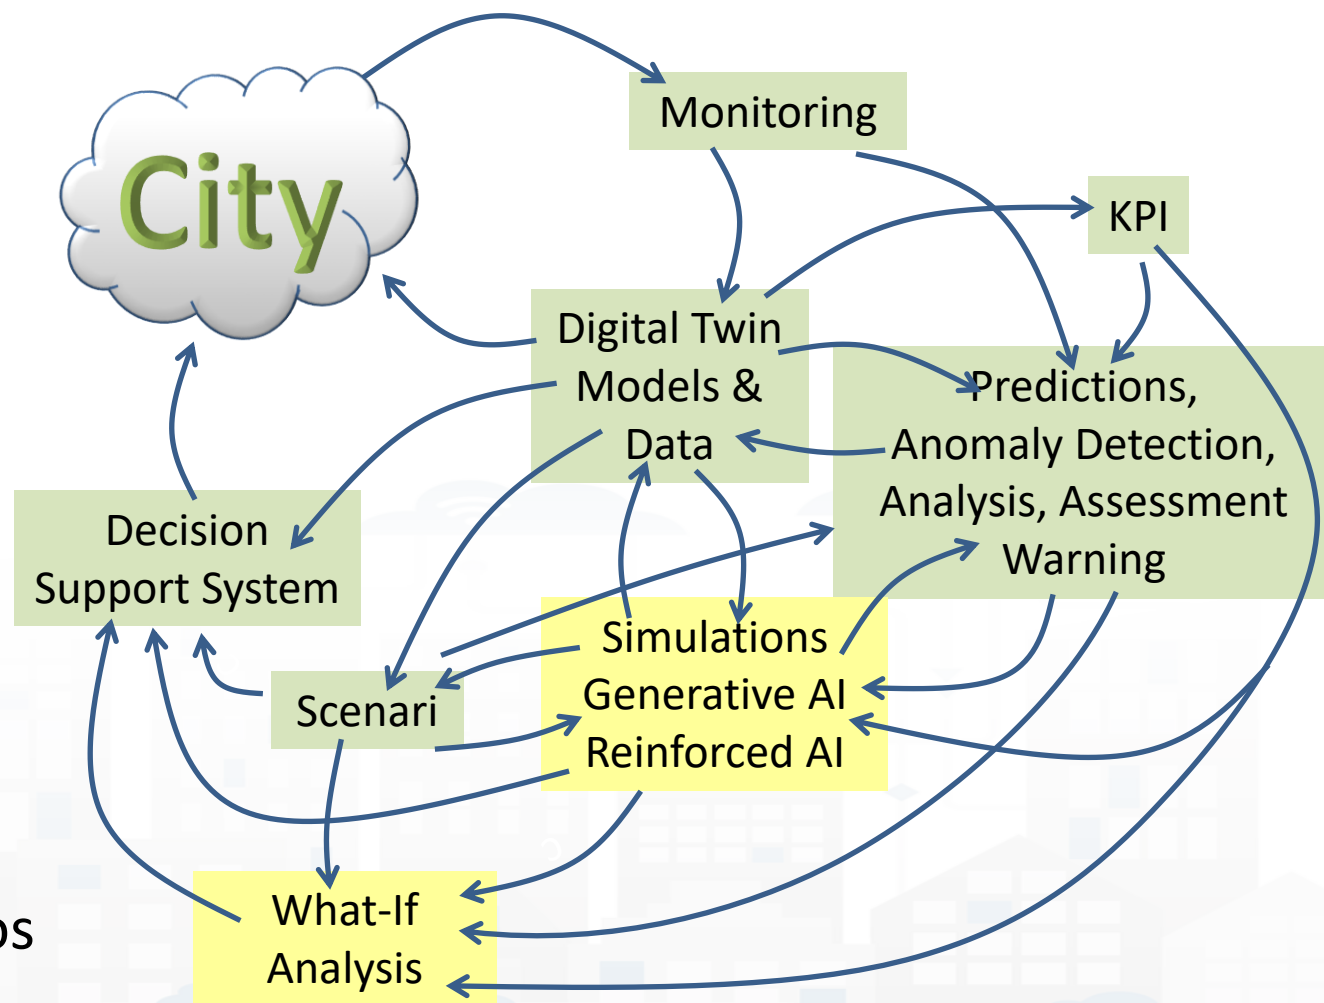 City
Monitoring
KPI
Digital Twin
Models &
Data
Predictions,
Anomaly Detection,
Analysis, Assessment
Warning
Decision
Support System
Simulations
Generative AI
Reinforced AI
Scenari
What-If
Analysis